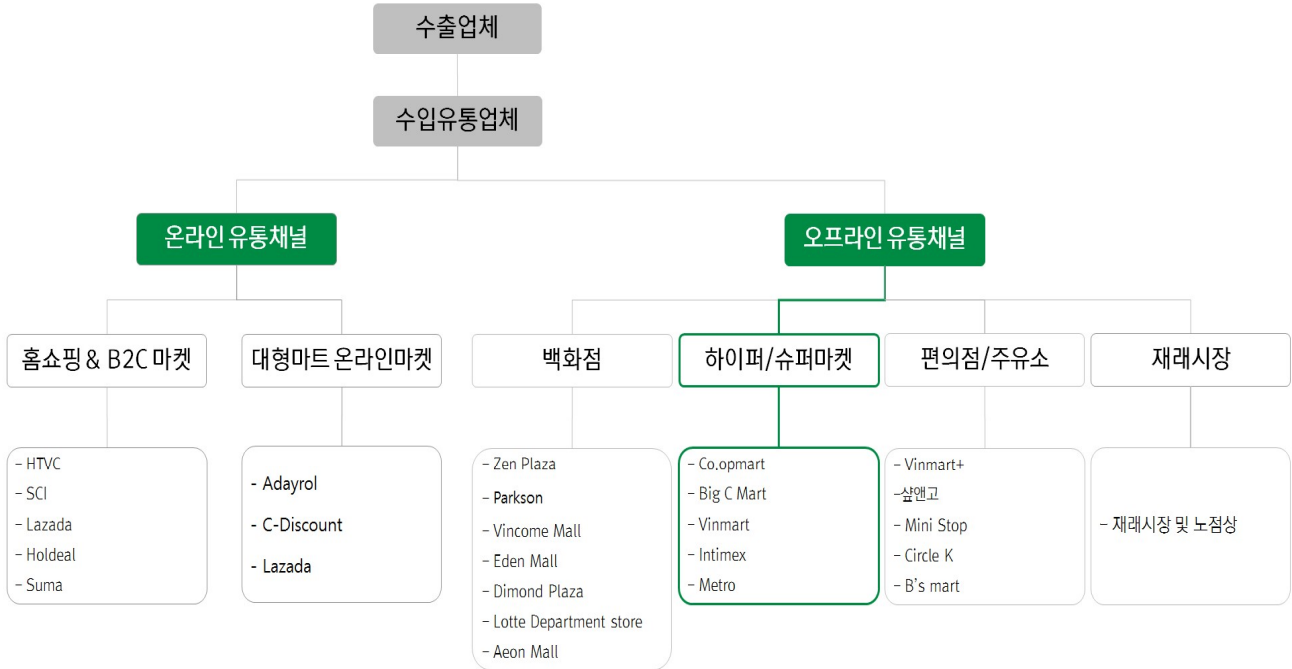 수출업체
수입유통업체
온라인 유통채널
오프라인 유통채널
홈쇼핑 & B2C 마켓
대형마트 온라인마켓
백화점
하이퍼/슈퍼마켓
편의점/주유소
재래시장
– HTVC
– SCI
– Lazada
– Holdeal
– Suma
- Adayrol
- C-Discount
- Lazada
– Zen Plaza
- Parkson
– Vincome Mall
– Eden Mall
– Dimond Plaza
– Lotte Department store
– Aeon Mall
– Co.opmart
– Big C Mart
– Vinmart
– Intimex
– Metro
– Vinmart+
–샾앤고
– Mini Stop
– Circle K
– B's mart
– 재래시장 및 노점상